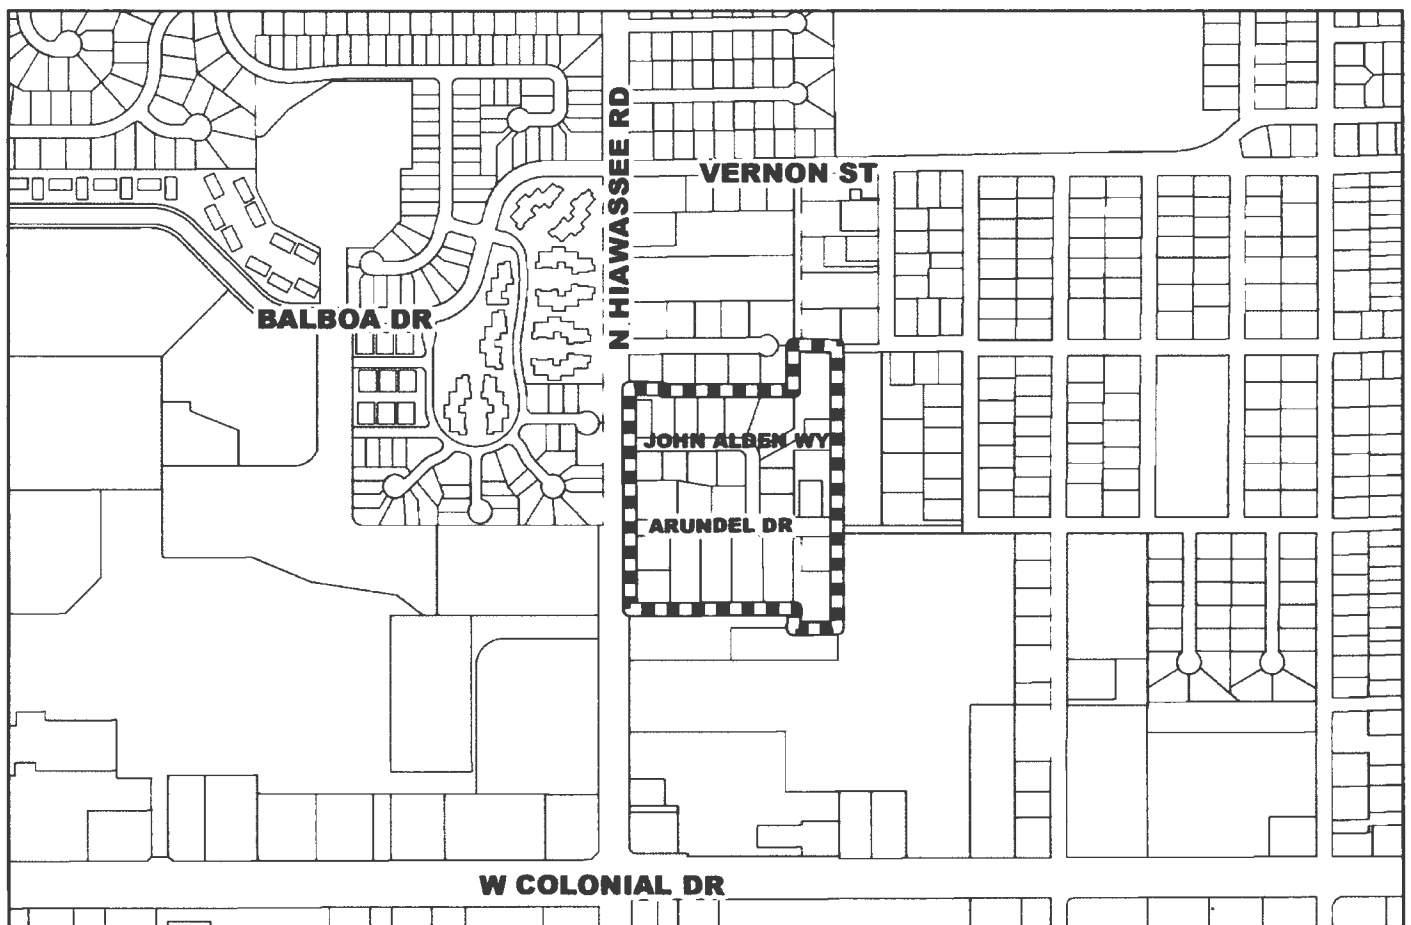 N HIAWASSEE RD
VERNON ST
BALBOA DR
JOHN ALDEN WY
ARUNDEL DR
W COLONIAL DR